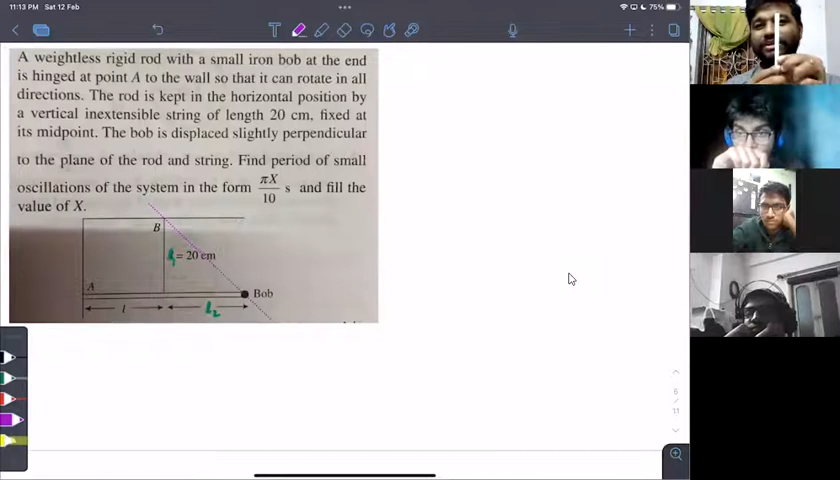 11:13 PM Sat 12 Feb
75%
A weightless rigid rod with a small iron bob at the end
is hinged at point A to the wall so that it can rotate in all
directions. The rod is kept in the horizontal position by
a vertical inextensible string of length 20 cm, fixed at
its midpoint. The bob is displaced slightly perpendicular
to the plane of the rod and string. Find period of small
oscillations of the system in the form πX/10 s and fill the
value of X.
B
l₁ = 20 cm
A
Bob
l
l₂
6
/
11